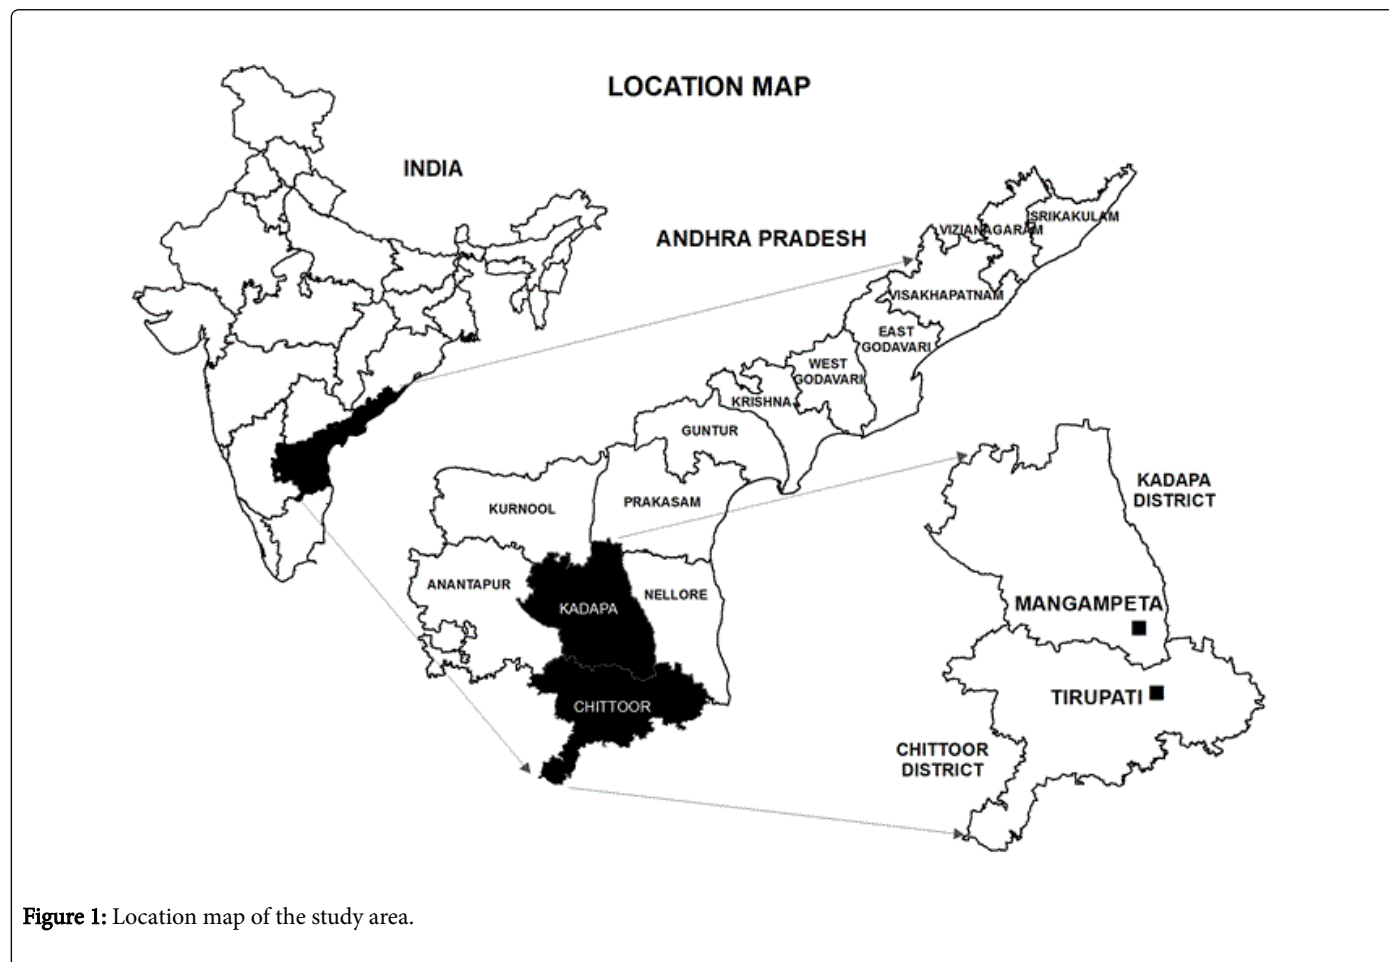 LOCATION MAP
INDIA
ANDHRA PRADESH
SRIKAKULAM
VIZIANAGARAM
VISAKHAPATNAM
EAST
GODAVARI
WEST
GODAVARI
KRISHNA
GUNTUR
PRAKASAM
KURNOOL
ANANTAPUR
KADAPA
NELLORE
CHITTOOR
KADAPA
DISTRICT
MANGAMPETA
TIRUPATI
CHITTOOR
DISTRICT
Figure 1: Location map of the study area.